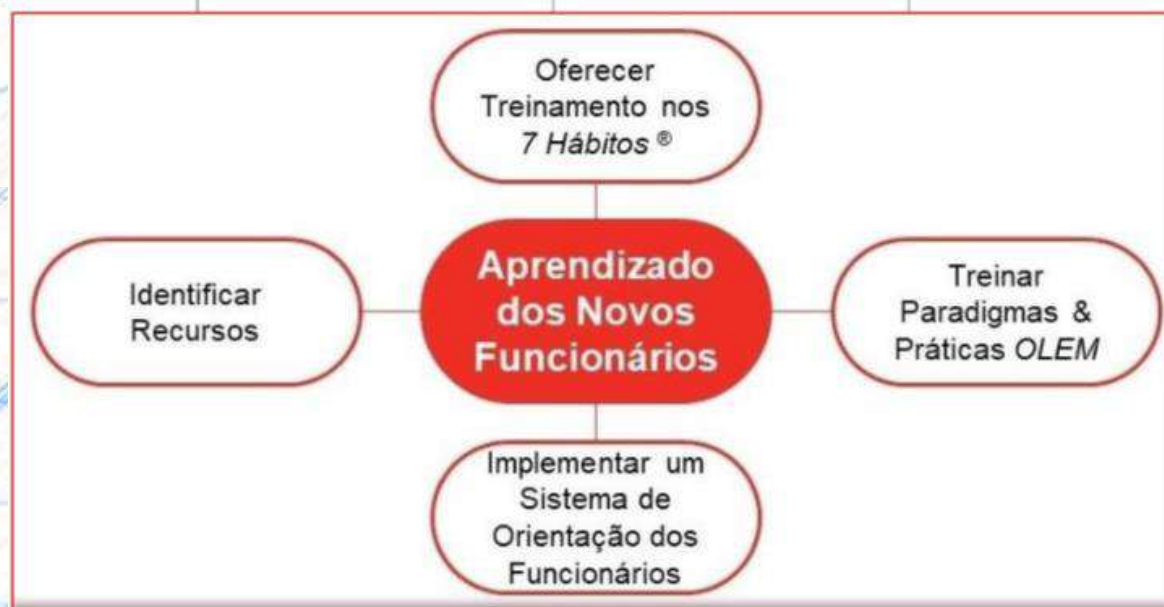 Oferecer
Treinamento nos
7 Hábitos ®
Identificar
Recursos
Aprendizado
dos Novos
Funcionários
Treinar
Paradigmas &
Práticas OLEM
Implementar um
Sistema de
Orientação dos
Funcionários